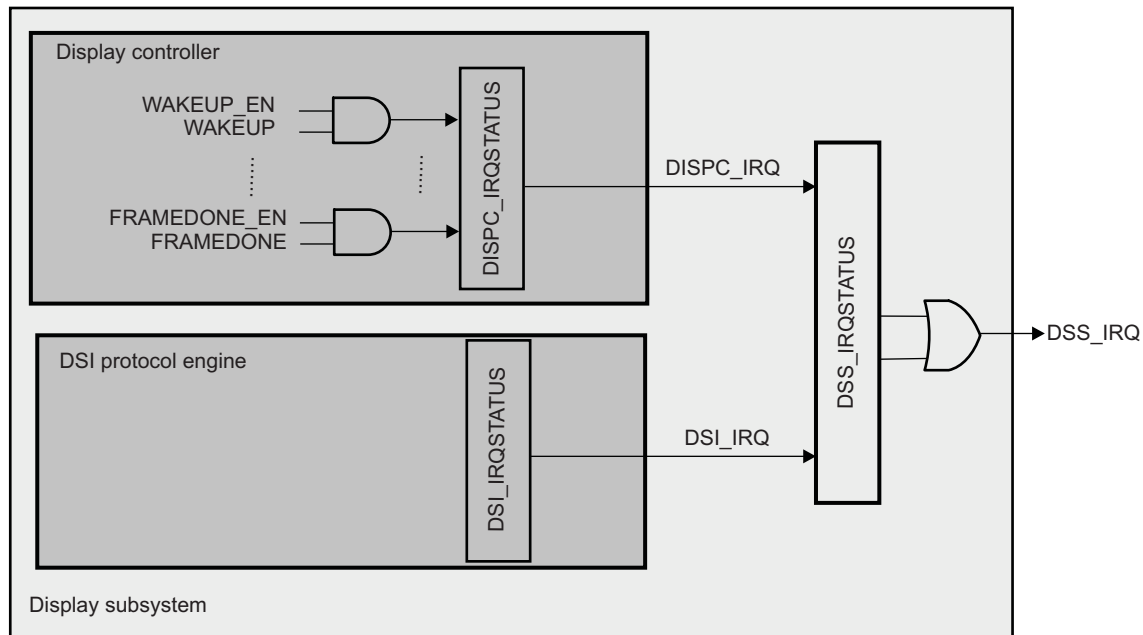 Display controller
WAKEUP_EN
WAKEUP
FRAMEDONE_EN
FRAMEDONE
DISPC_IRQSTATUS
DISPC_IRQ
DSS_IRQSTATUS
DSS_IRQ
DSI protocol engine
DSI_IRQSTATUS
DSI_IRQ
Display subsystem